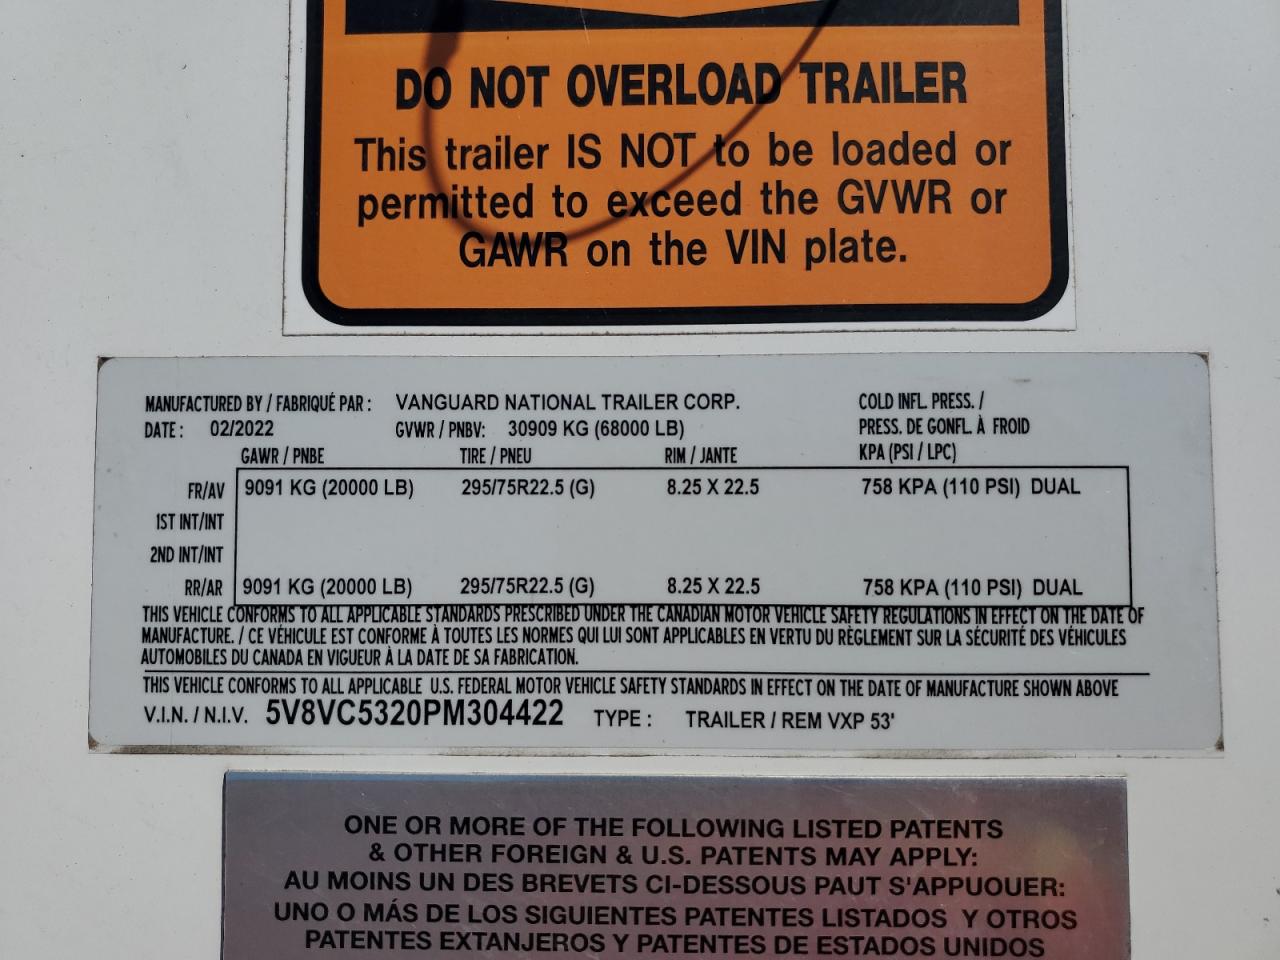 DO NOT OVERLOAD TRAILER
This trailer IS NOT to be loaded or
permitted to exceed the GVWR or
GAWR on the VIN plate.
MANUFACTURED BY / FABRIQUÉ PAR : VANGUARD NATIONAL TRAILER CORP. COLD INFL. PRESS. /
DATE : 02/2022 GVWR / PNBV: 30909 KG (68000 LB) PRESS. DE GONFL. À FROID
GAWR / PNBE TIRE / PNEU RIM / JANTE KPA (PSI / LPC)
FR/AV 9091 KG (20000 LB) 295/75R22.5 (G) 8.25 X 22.5 758 KPA (110 PSI) DUAL
1ST INT/INT
2ND INT/INT
RR/AR 9091 KG (20000 LB) 295/75R22.5 (G) 8.25 X 22.5 758 KPA (110 PSI) DUAL
THIS VEHICLE CONFORMS TO ALL APPLICABLE STANDARDS PRESCRIBED UNDER THE CANADIAN MOTOR VEHICLE SAFETY REGULATIONS IN EFFECT ON THE DATE OF
MANUFACTURE. / CE VÉHICULE EST CONFORME À TOUTES LES NORMES QUI LUI SONT APPLICABLES EN VERTU DU RÈGLEMENT SUR LA SÉCURITÉ DES VÉHICULES
AUTOMOBILES DU CANADA EN VIGUEUR À LA DATE DE SA FABRICATION.
THIS VEHICLE CONFORMS TO ALL APPLICABLE U.S. FEDERAL MOTOR VEHICLE SAFETY STANDARDS IN EFFECT ON THE DATE OF MANUFACTURE SHOWN ABOVE
V.I.N. / N.I.V. 5V8VC5320PM304422 TYPE : TRAILER / REM VXP 53'
ONE OR MORE OF THE FOLLOWING LISTED PATENTS
& OTHER FOREIGN & U.S. PATENTS MAY APPLY:
AU MOINS UN DES BREVETS CI-DESSOUS PAUT S'APPUOUER:
UNO O MÁS DE LOS SIGUIENTES PATENTES LISTADOS Y OTROS
PATENTES EXTANJEROS Y PATENTES DE ESTADOS UNIDOS